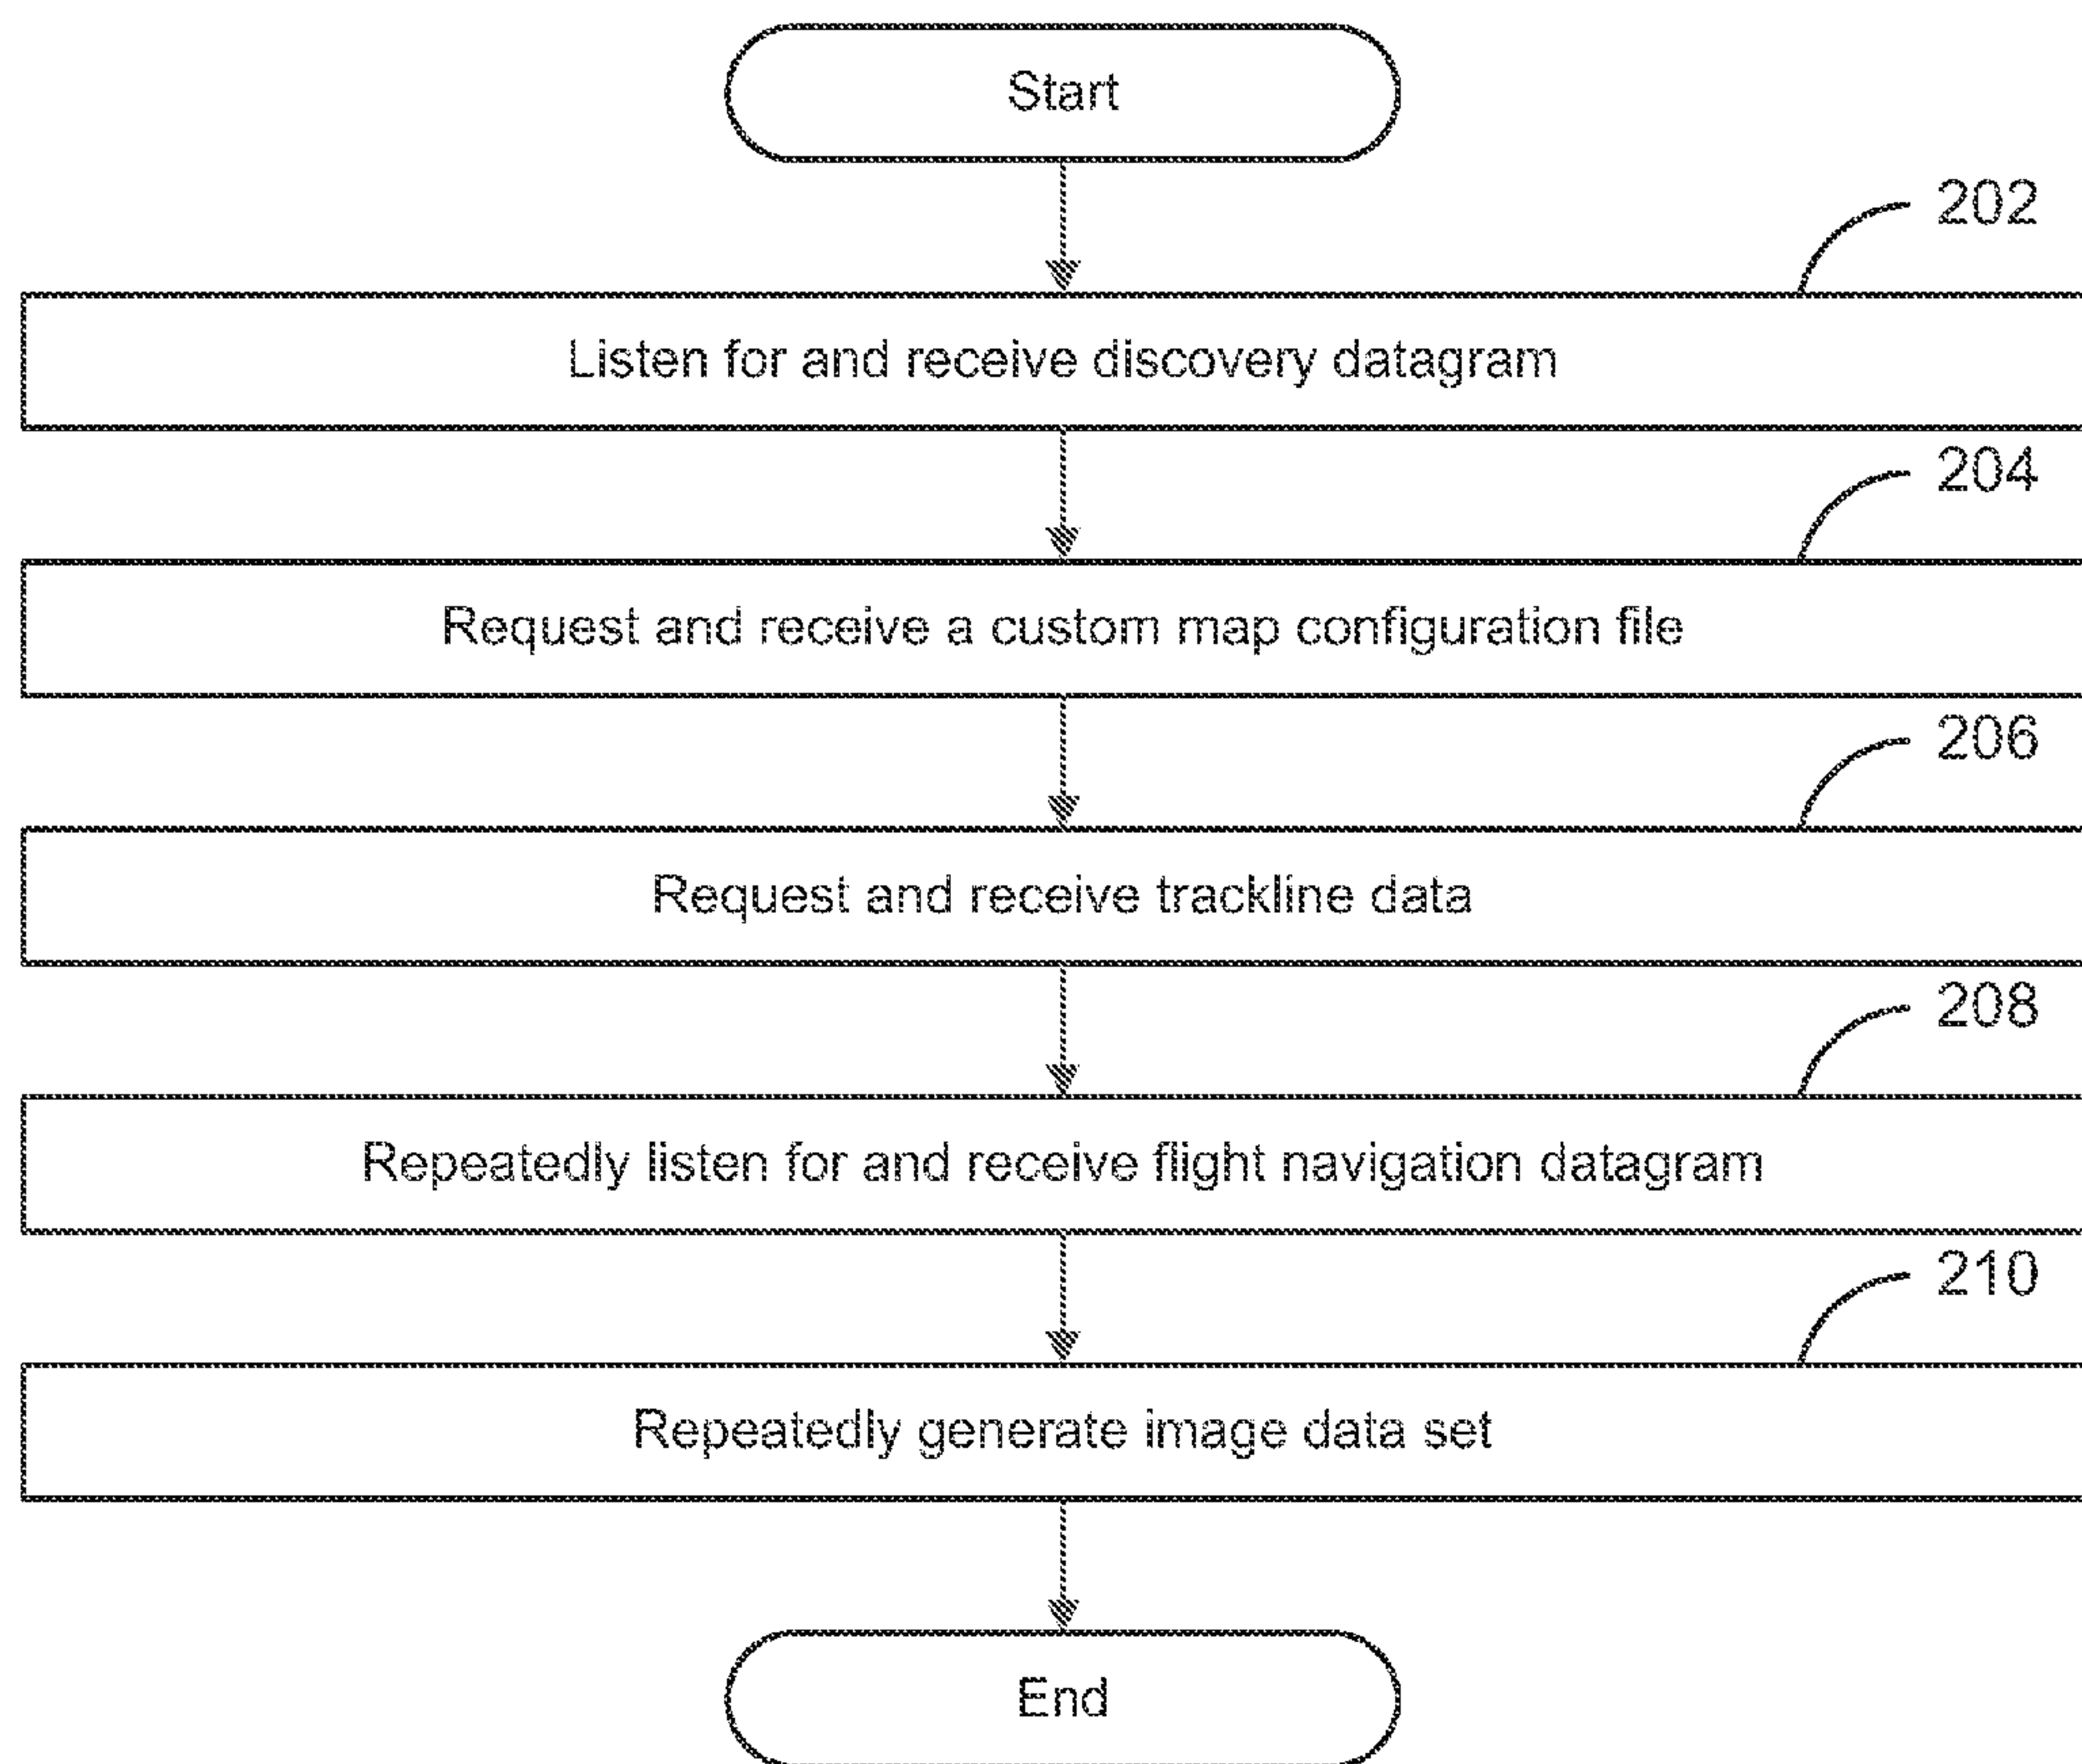 Start
202
Listen for and receive discovery datagram
204
Request and receive a custom map configuration file
206
Request and receive trackline data
208
Repeatedly listen for and receive flight navigation datagram
210
Repeatedly generate image data set
End